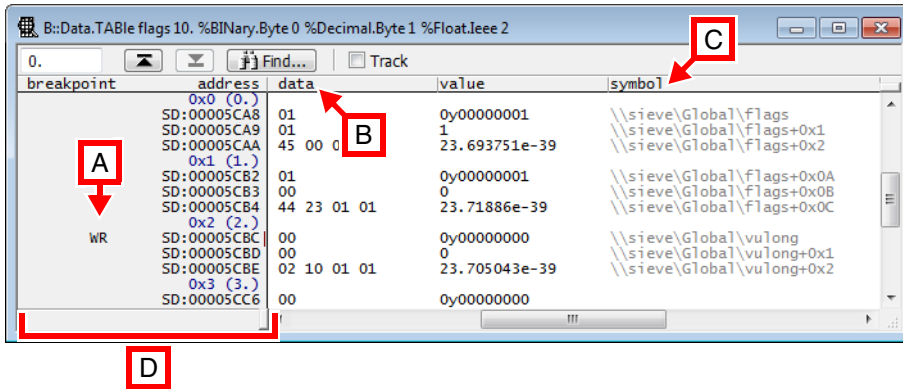 B::Data.TABle flags 10. %BINary.Byte 0 %Decimal.Byte 1 %Float.Ieee 2
C
0. Find... Track
breakpoint address data value symbol
0x0 (0.)
SD:00005CA8 01 0y00000001 \\sieve\Global\flags
SD:00005CA9 01 1 \\sieve\Global\flags+0x1
B
SD:00005CAA 45 00 0 23.693751e-39 \\sieve\Global\flags+0x2
A
0x1 (1.)
SD:00005CB2 01 0y00000001 \\sieve\Global\flags+0x0A
SD:00005CB3 00 0 \\sieve\Global\flags+0x0B
SD:00005CB4 44 23 01 01 23.71886e-39 \\sieve\Global\flags+0x0C
0x2 (2.)
WR SD:00005CBC 00 0y00000000 \\sieve\Global\vulong
SD:00005CBD 00 0 \\sieve\Global\vulong+0x1
SD:00005CBE 02 10 01 01 23.705043e-39 \\sieve\Global\vulong+0x2
0x3 (3.)
SD:00005CC6 00 0y00000000
D